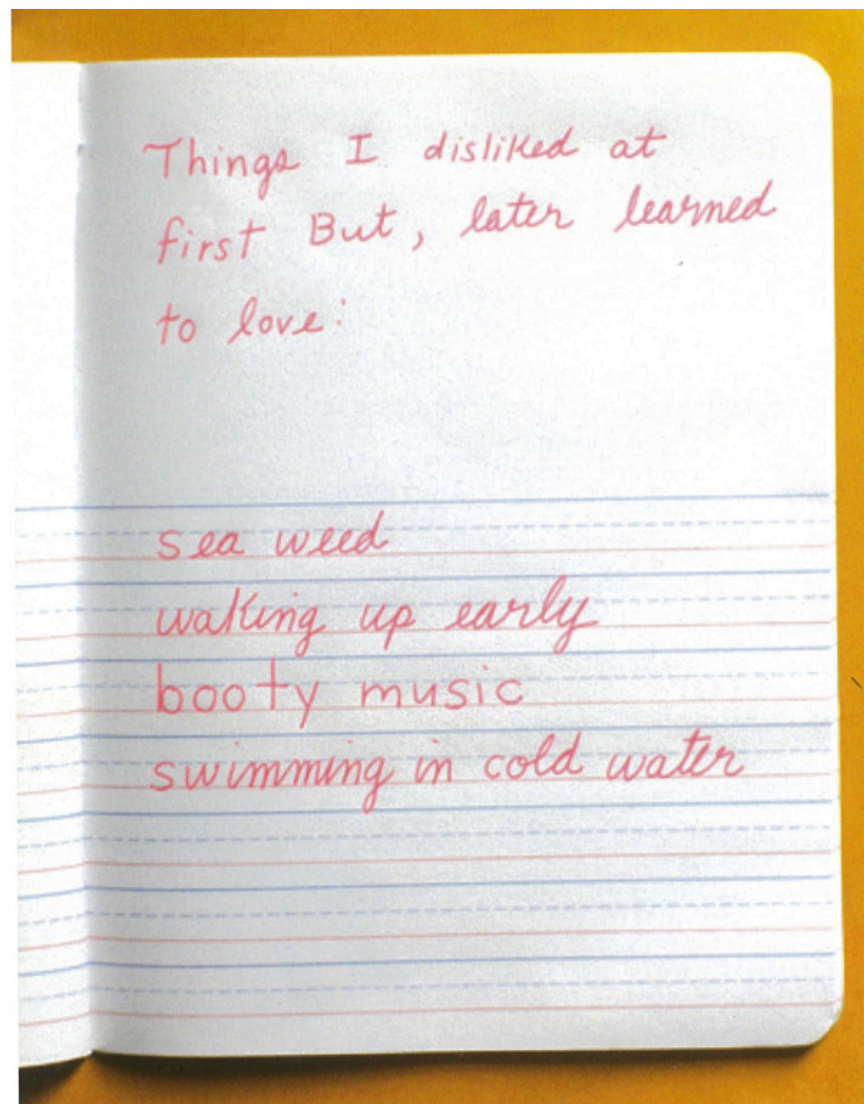 Things I disliked at
first But, later learned
to love:
sea weed
waking up early
booty music
swimming in cold water